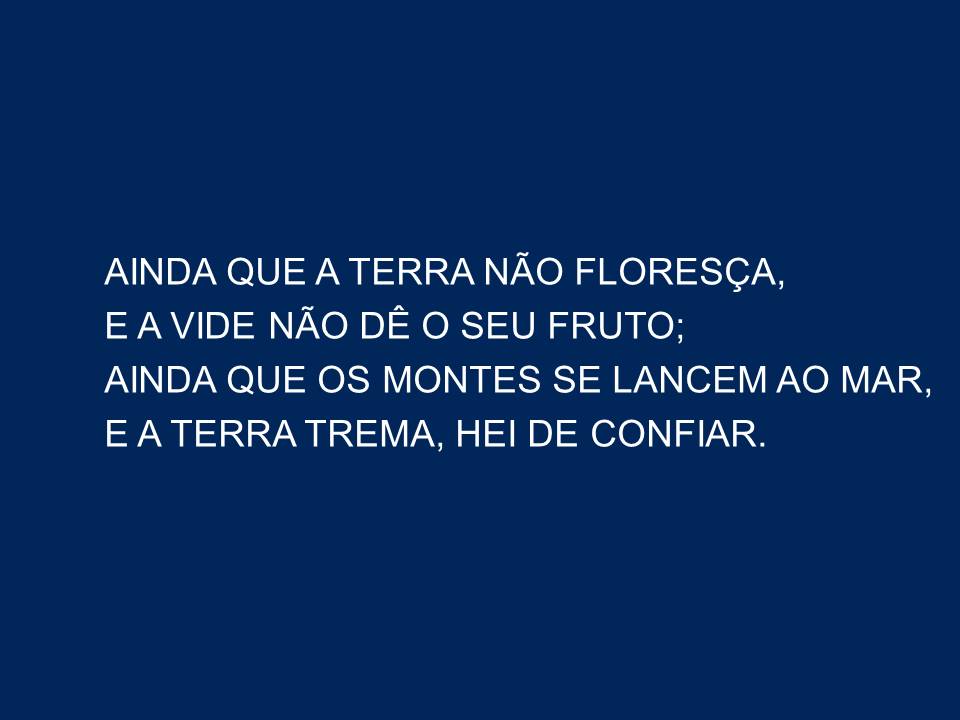 AINDA QUE A TERRA NÃO FLORESÇA,
E A VIDE NÃO DÊ O SEU FRUTO;
AINDA QUE OS MONTES SE LANCEM AO MAR,
E A TERRA TREMA, HEI DE CONFIAR.